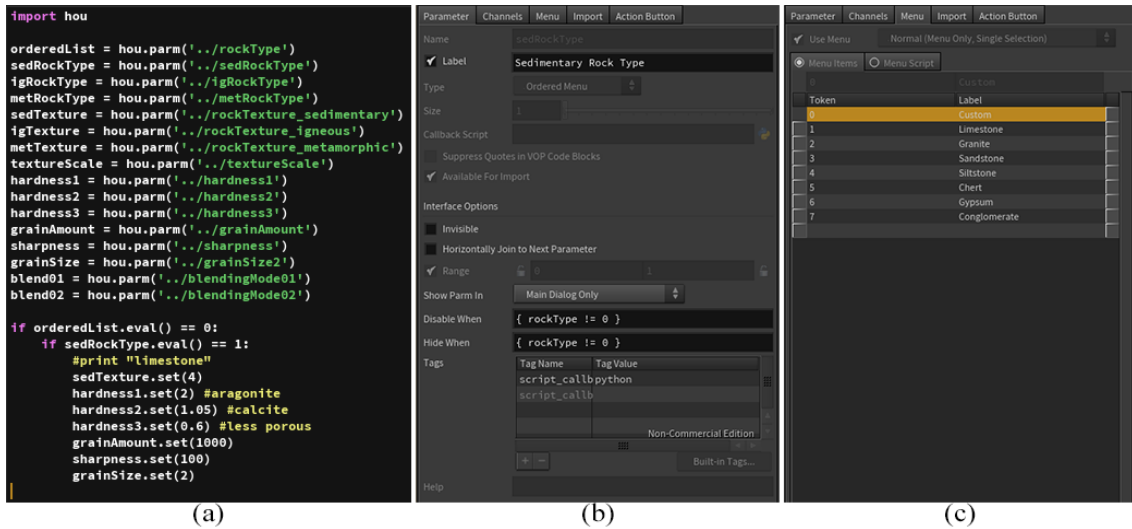 import hou
orderedList = hou.parm('../rockType')
sedRockType = hou.parm('../sedRockType')
igRockType = hou.parm('../igRockType')
metRockType = hou.parm('../metRockType')
sedTexture = hou.parm('../rockTexture_sedimentary')
igTexture = hou.parm('../rockTexture_igneous')
metTexture = hou.parm('../rockTexture_metamorphic')
textureScale = hou.parm('../textureScale')
hardness1 = hou.parm('../hardness1')
hardness2 = hou.parm('../hardness2')
hardness3 = hou.parm('../hardness3')
grainAmount = hou.parm('../grainAmount')
sharpness = hou.parm('../sharpness')
grainSize = hou.parm('../grainSize2')
blend01 = hou.parm('../blendingMode01')
blend02 = hou.parm('../blendingMode02')
if orderedList.eval() == 0:
if sedRockType.eval() == 1:
#print "limestone"
sedTexture.set(4)
hardness1.set(2) #aragonite
hardness2.set(1.05) #calcite
hardness3.set(0.6) #less porous
grainAmount.set(1000)
sharpness.set(100)
grainSize.set(2)
(a)
Parameter Channels Menu Import Action Button
Name sedRockType
Label Sedimentary Rock Type
Type Ordered Menu
Size 1
Callback Script
Suppress Quotes in VOP Code Blocks
Available For Import
Interface Options
Invisible
Horizontally Join to Next Parameter
Range 0 1
Show Parm In Main Dialog Only
Disable When { rockType != 0 }
Hide When { rockType != 0 }
Tags Tag Name Tag Value
script_callb python
script_callb
Non-Commercial Edition
+ − Built-in Tags...
Help
(b)
Parameter Channels Menu Import Action Button
Use Menu Normal (Menu Only, Single Selection)
Menu Items Menu Script
0 Custom
Token Label
0 Custom
1 Limestone
2 Granite
3 Sandstone
4 Siltstone
5 Chert
6 Gypsum
7 Conglomerate
(c)